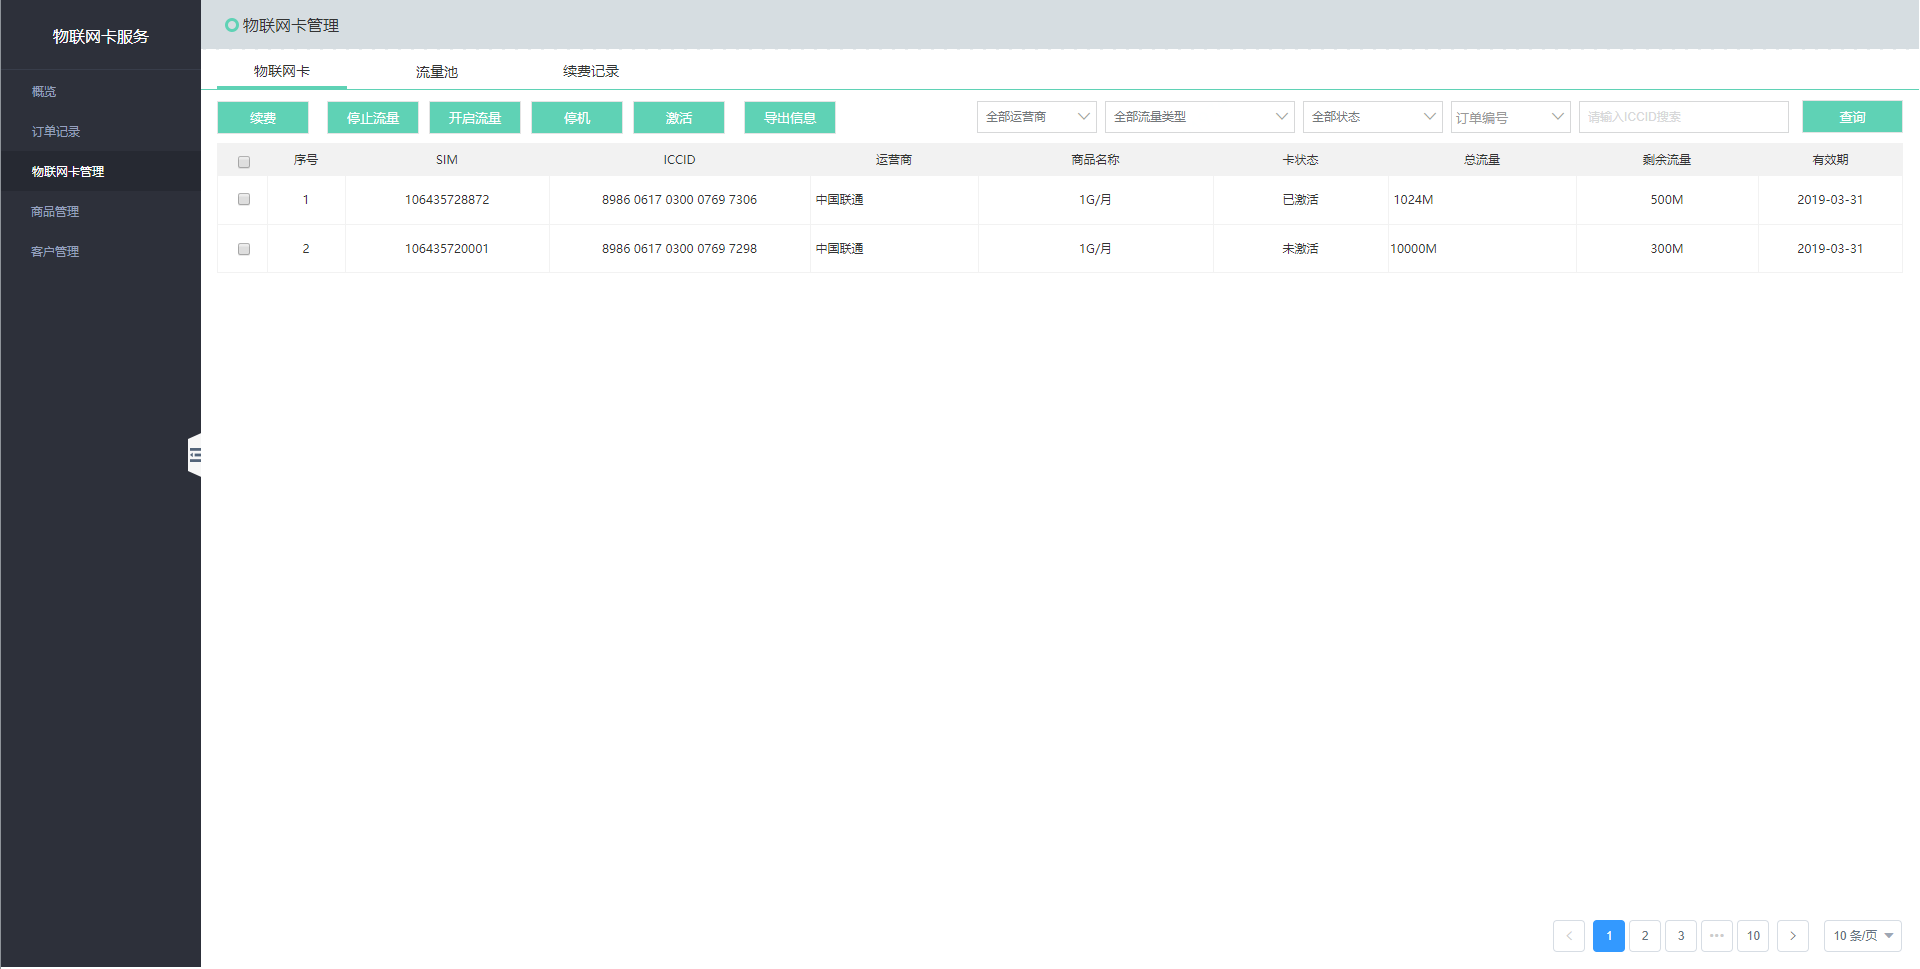 物联网卡服务
概览
订单记录
物联网卡管理
商品管理
客户管理
物联网卡管理
物联网卡 流量池 续费记录
续费 停止流量 开启流量 停机 激活 导出信息 全部运营商 全部流量类型 全部状态 订单编号 请输入ICCID搜索 查询
序号 SIM ICCID 运营商 商品名称 卡状态 总流量 剩余流量 有效期
1 106435728872 8986 0617 0300 0769 7306 中国联通 1G/月 已激活 1024M 500M 2019-03-31
2 106435720001 8986 0617 0300 0769 7298 中国联通 1G/月 未激活 10000M 300M 2019-03-31
< 1 2 3 ••• 10 > 10 条/页